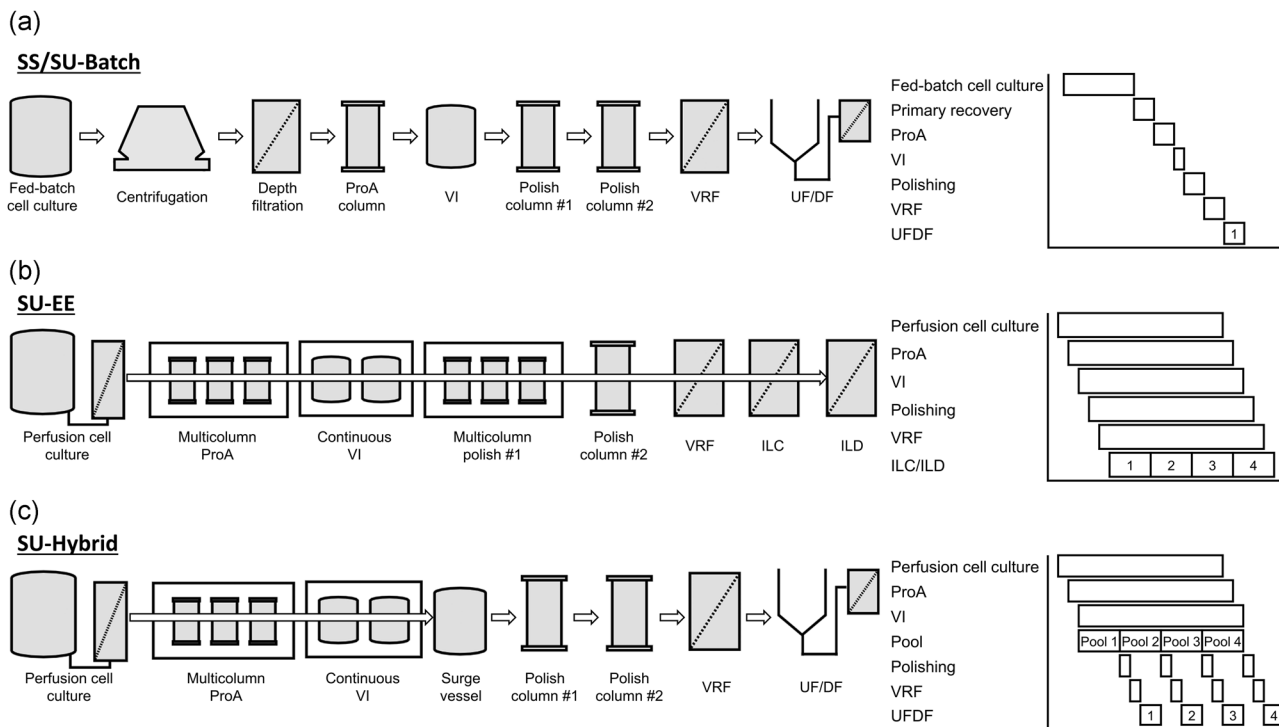 (a)
SS/SU-Batch
Fed-batch
cell culture
Centrifugation
Depth
filtration
ProA
column
VI
Polish
column #1
Polish
column #2
VRF
UF/DF
Fed-batch cell culture
Primary recovery
ProA
VI
Polishing
VRF
UFDF
1
(b)
SU-EE
Perfusion cell
culture
Multicolumn
ProA
Continuous
VI
Multicolumn
polish #1
Polish
column #2
VRF
ILC
ILD
Perfusion cell culture
ProA
VI
Polishing
VRF
ILC/ILD
1 2 3 4
(c)
SU-Hybrid
Perfusion cell
culture
Multicolumn
ProA
Continuous
VI
Surge
vessel
Polish
column #1
Polish
column #2
VRF
UF/DF
Perfusion cell culture
ProA
VI
Pool
Pool 1 Pool 2 Pool 3 Pool 4
Polishing
VRF
UFDF
1 2 3 4